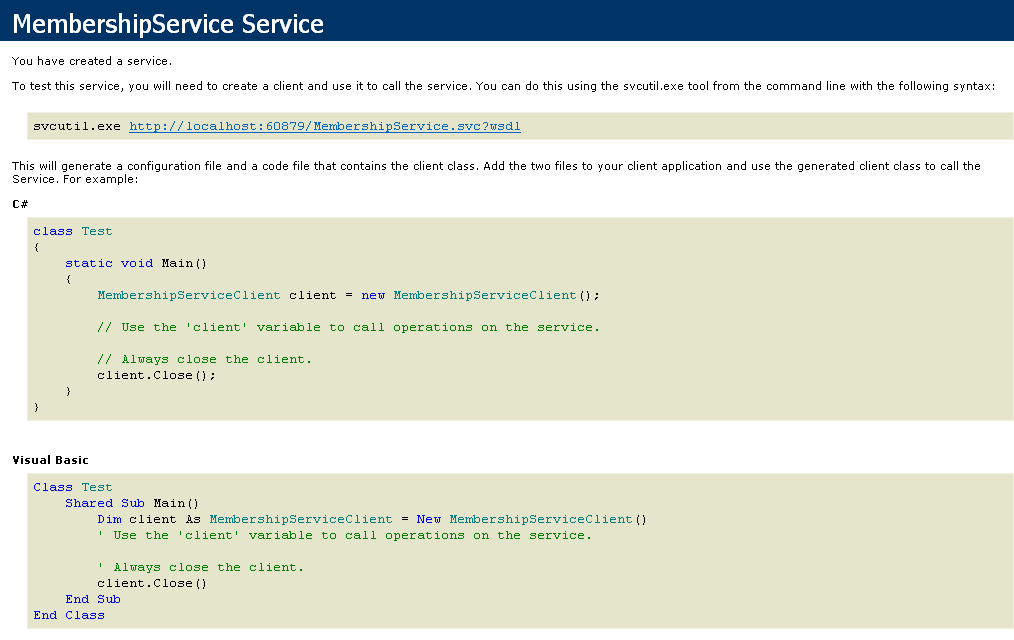 MembershipService Service
You have created a service.
To test this service, you will need to create a client and use it to call the service. You can do this using the svcutil.exe tool from the command line with the following syntax:
svcutil.exe http://localhost:60879/MembershipService.svc?wsdl
This will generate a configuration file and a code file that contains the client class. Add the two files to your client application and use the generated client class to call the
Service. For example:
C#
class Test
{
    static void Main()
    {
        MembershipServiceClient client = new MembershipServiceClient();

        // Use the 'client' variable to call operations on the service.

        // Always close the client.
        client.Close();
    }
}
Visual Basic
Class Test
    Shared Sub Main()
        Dim client As MembershipServiceClient = New MembershipServiceClient()
        ' Use the 'client' variable to call operations on the service.

        ' Always close the client.
        client.Close()
    End Sub
End Class